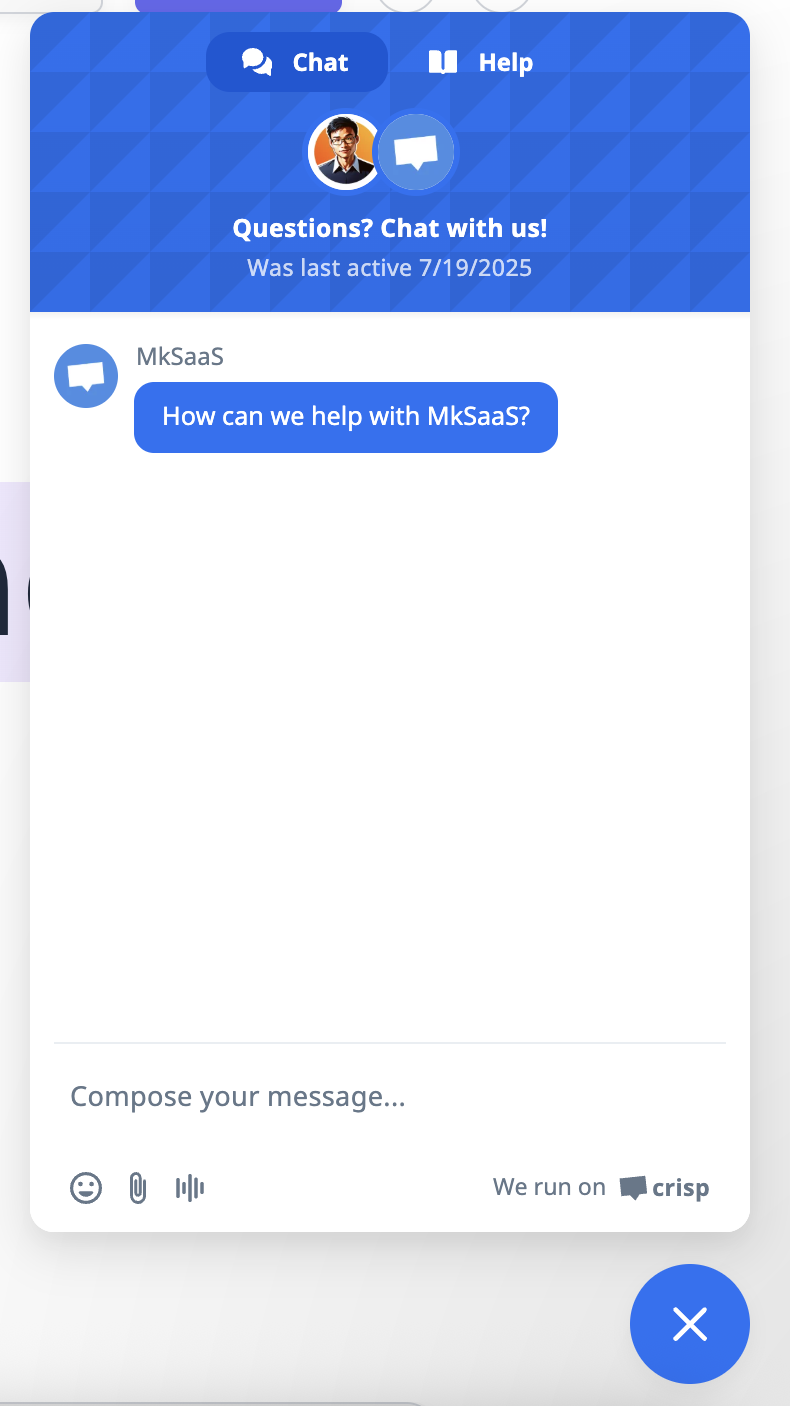 Chat
Help
Questions? Chat with us!
Was last active 7/19/2025
MkSaaS
How can we help with MkSaaS?
Compose your message...
We run on crisp